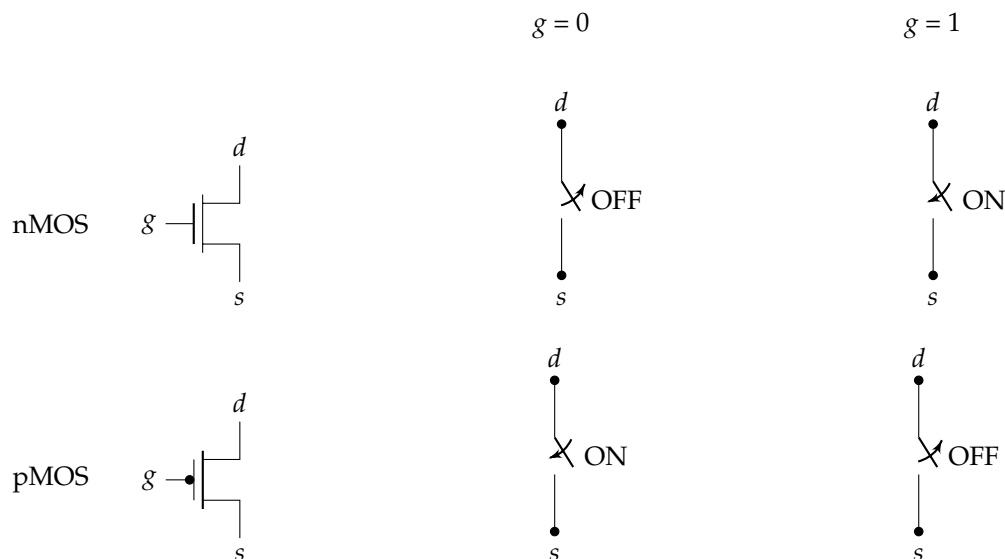 g = 0 g = 1
d d
d
nMOS g OFF ON
s
s s
d d
d
pMOS g ON OFF
s s s